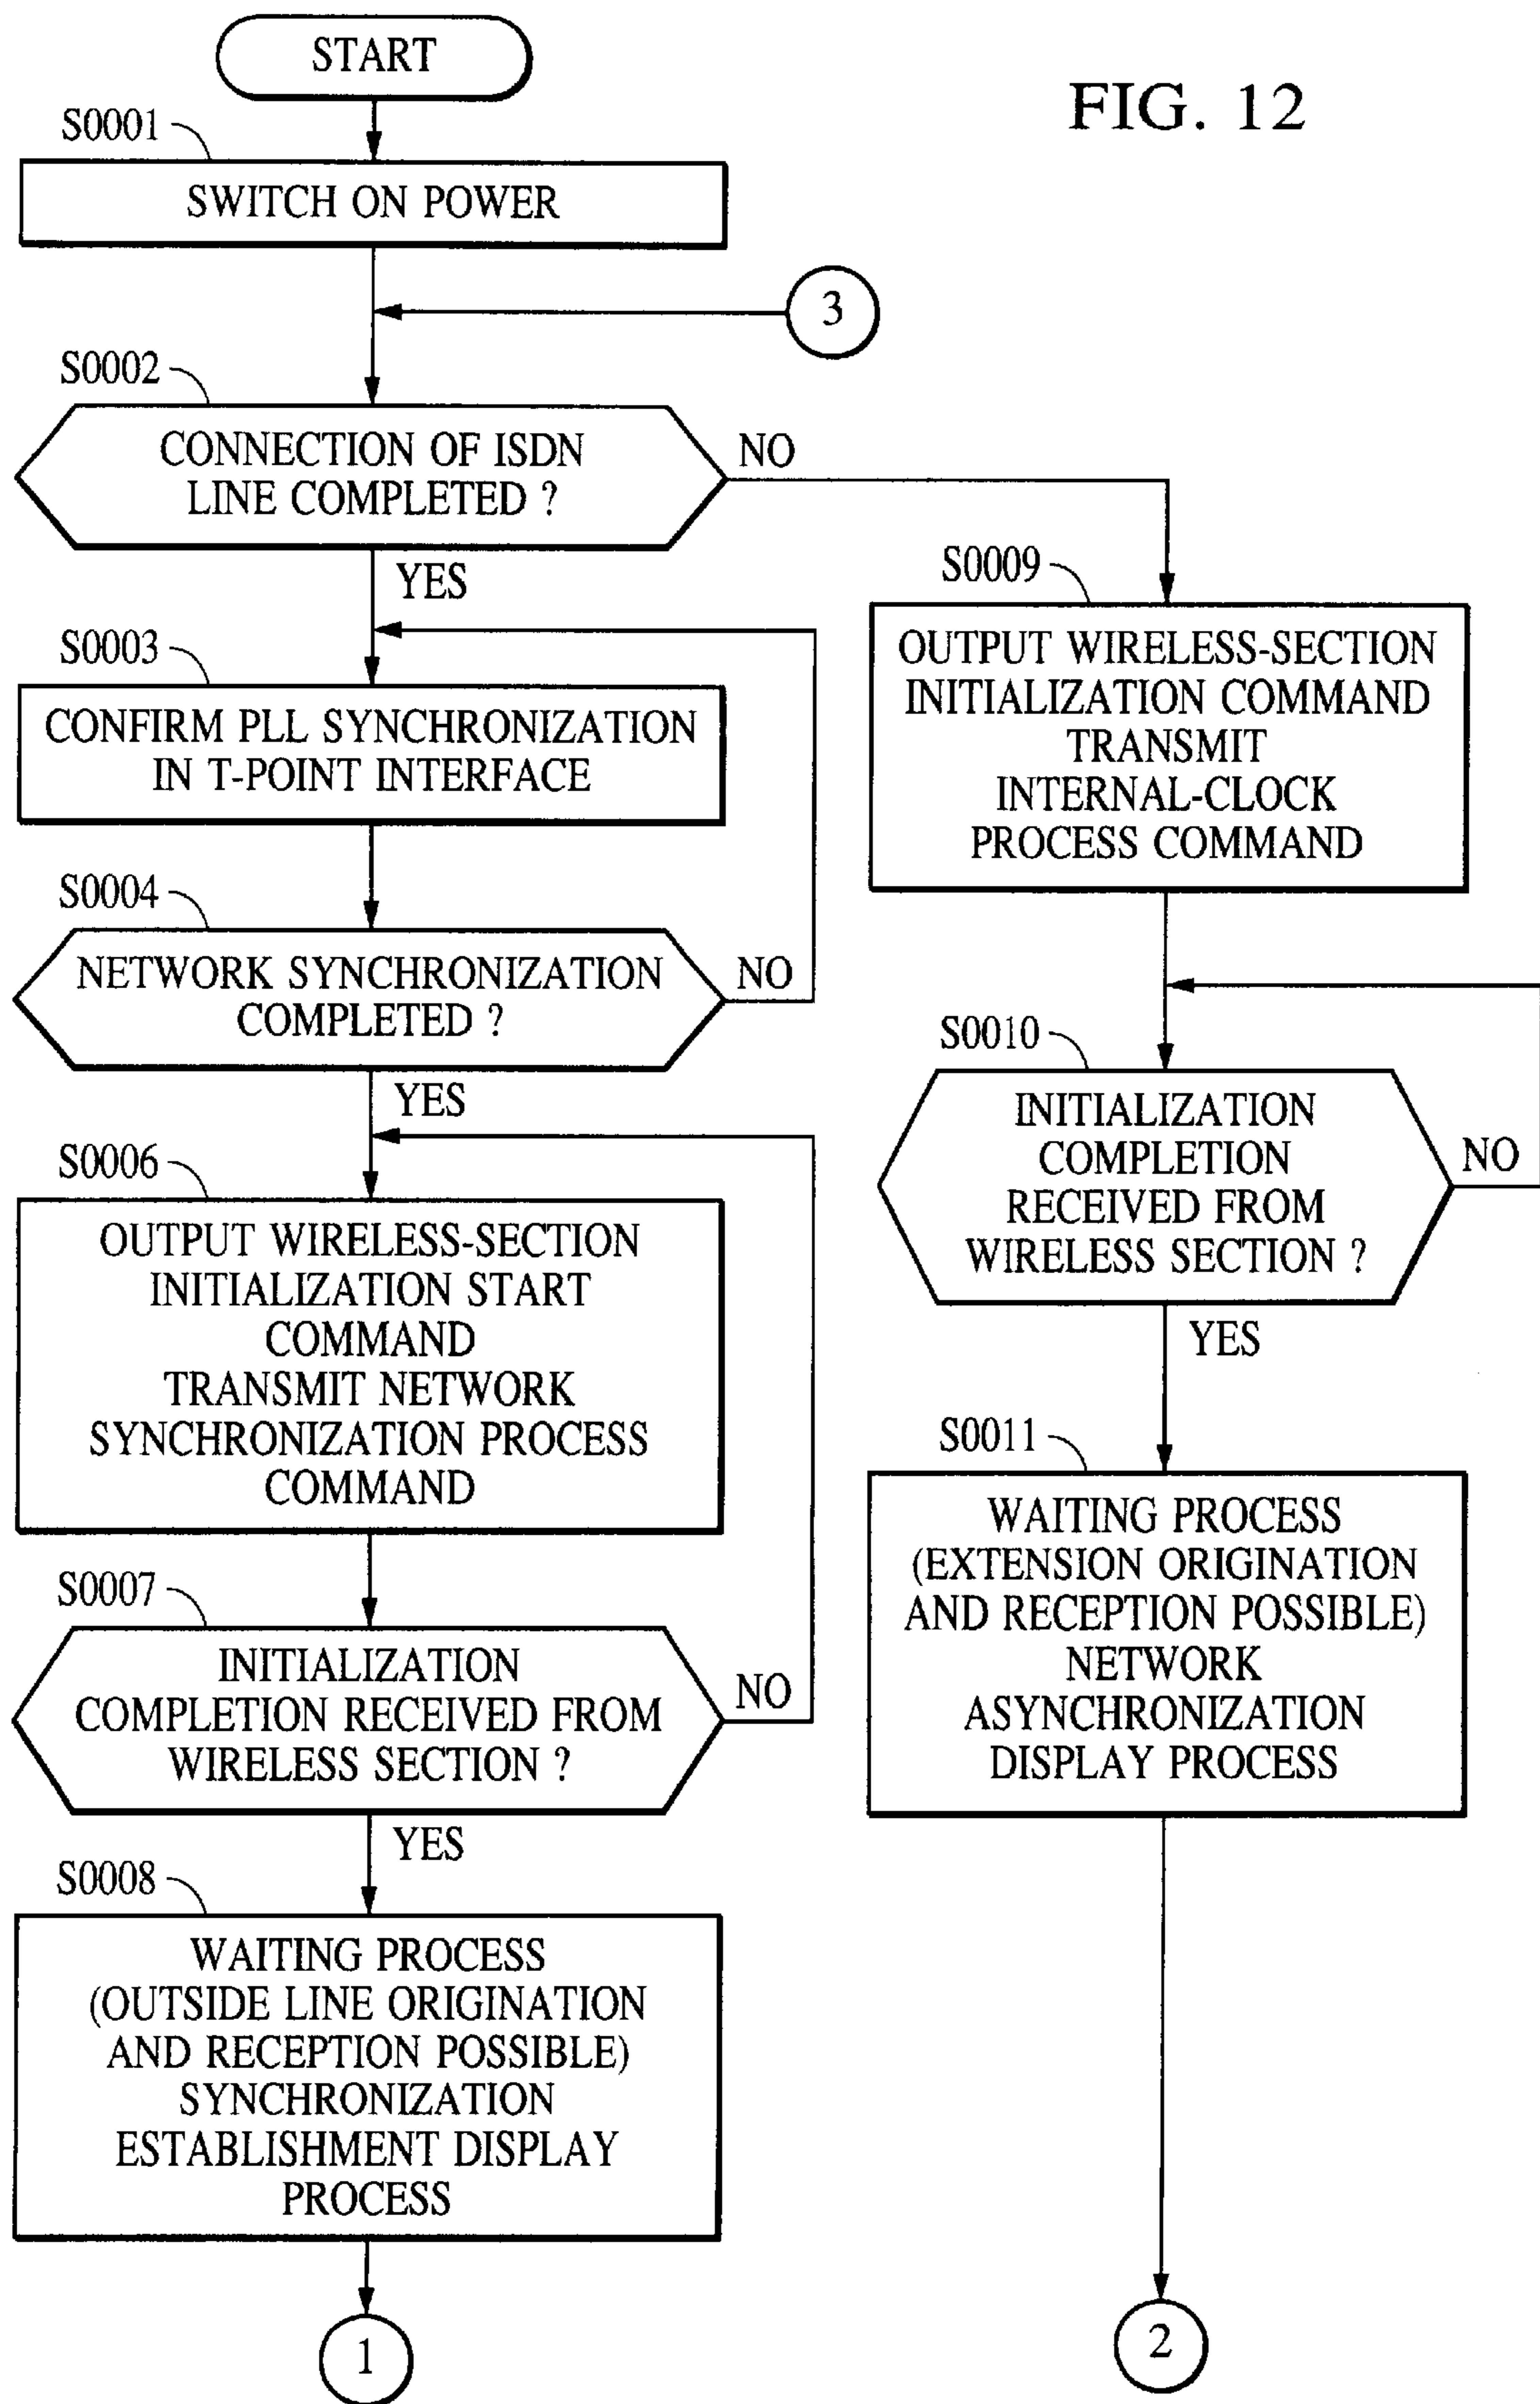 FIG. 12
START
S0001
SWITCH ON POWER
3
S0002
CONNECTION OF ISDN
LINE COMPLETED ?
NO
YES
S0003
CONFIRM PLL SYNCHRONIZATION
IN T-POINT INTERFACE
S0004
NETWORK SYNCHRONIZATION
COMPLETED ?
NO
YES
S0006
OUTPUT WIRELESS-SECTION
INITIALIZATION START
COMMAND
TRANSMIT NETWORK
SYNCHRONIZATION PROCESS
COMMAND
S0007
INITIALIZATION
COMPLETION RECEIVED FROM
WIRELESS SECTION ?
NO
YES
S0008
WAITING PROCESS
(OUTSIDE LINE ORIGINATION
AND RECEPTION POSSIBLE)
SYNCHRONIZATION
ESTABLISHMENT DISPLAY
PROCESS
1
S0009
OUTPUT WIRELESS-SECTION
INITIALIZATION COMMAND
TRANSMIT
INTERNAL-CLOCK
PROCESS COMMAND
S0010
INITIALIZATION
COMPLETION
RECEIVED FROM
WIRELESS SECTION ?
NO
YES
S0011
WAITING PROCESS
(EXTENSION ORIGINATION
AND RECEPTION POSSIBLE)
NETWORK
ASYNCHRONIZATION
DISPLAY PROCESS
2